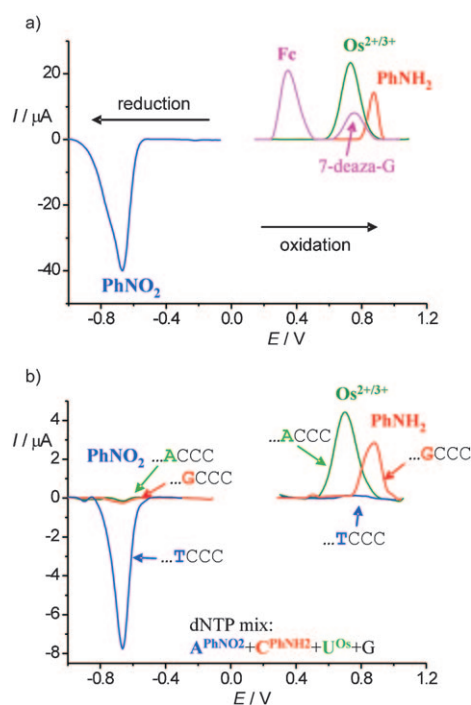 a)
Fc
Os2+/3+
PhNH2
7-deaza-G
reduction
oxidation
PhNO2
I / μA
20
0
-20
-40
-0.8 -0.4 0.0 0.4 0.8 1.2
E / V
b)
Os2+/3+
PhNH2
PhNO2
...ACCC
...GCCC
...TCCC
...ACCC
...GCCC
...TCCC
I / μA
4
2
0
-2
-4
-6
-8
dNTP mix:
APhNO2+CPhNH2+UOs+G
-0.8 -0.4 0.0 0.4 0.8 1.2
E / V